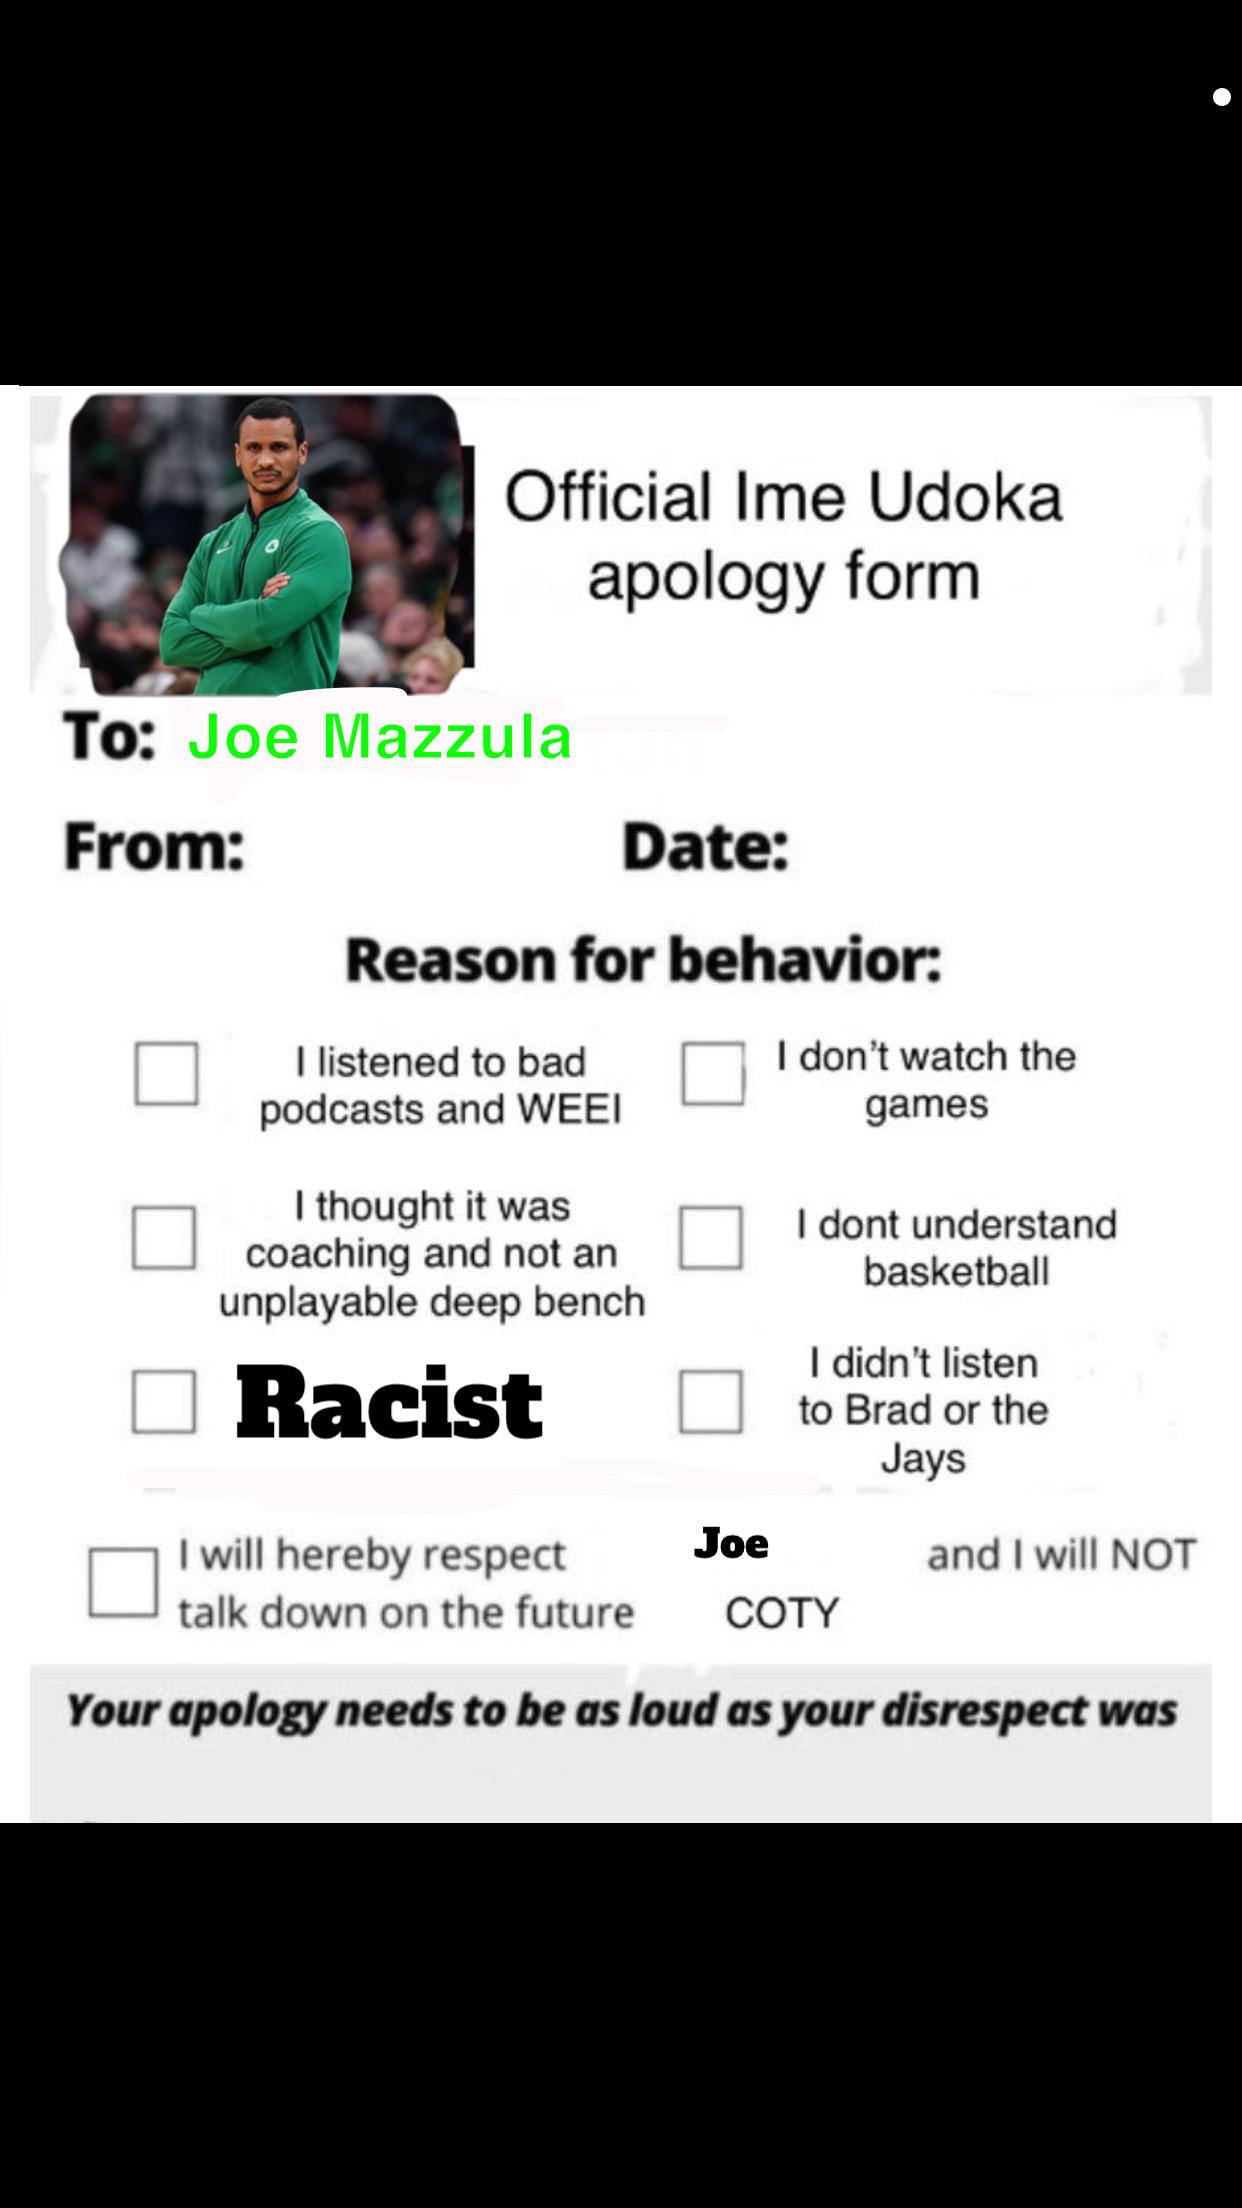 Official Ime Udoka
apology form
To: Joe Mazzula
From: Date:
Reason for behavior:
I listened to bad
podcasts and WEEI
I don't watch the
games
I thought it was
coaching and not an
unplayable deep bench
I dont understand
basketball
Racist
I didn't listen
to Brad or the
Jays
I will hereby respect Joe and I will NOT
talk down on the future COTY
Your apology needs to be as loud as your disrespect was